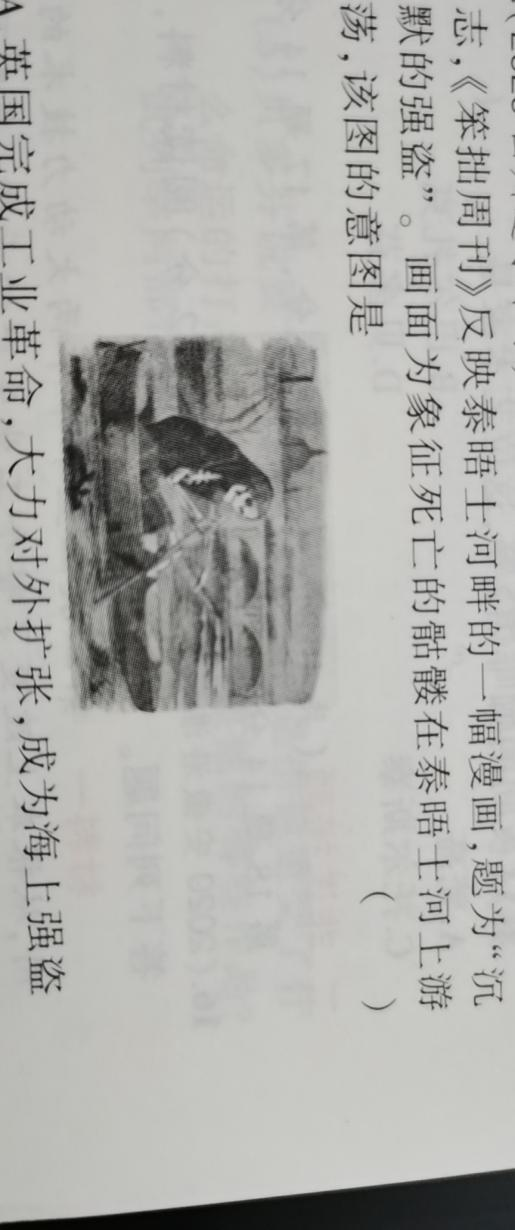 志，《笨拙周刊》反映泰晤士河畔的一幅漫画，题为“沉
默的强盗”。画面为象征死亡的骷髅在泰晤士河上游
荡，该图的意图是（　　）
A 英国完成工业革命，大力对外扩张，成为海上强盗